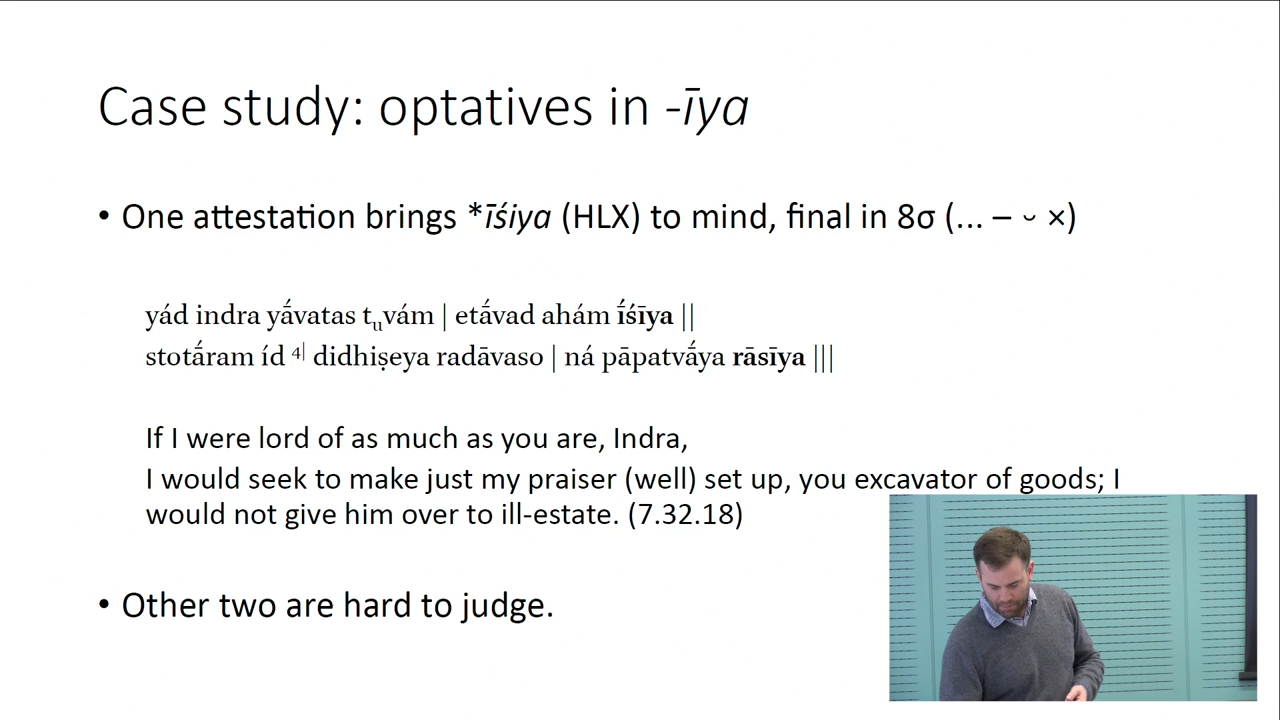 Case study: optatives in -īya
• One attestation brings *īśiya (HLX) to mind, final in 8σ (... – ˘ ×)
yád indra yā́vatas tᵤvám | etā́vad ahám ī́śīya ||
stotā́ram íd ⁴| didhiṣeya radāvaso | ná pāpatvā́ya rāsīya |||
If I were lord of as much as you are, Indra,
I would seek to make just my praiser (well) set up, you excavator of goods; I
would not give him over to ill-estate. (7.32.18)
• Other two are hard to judge.